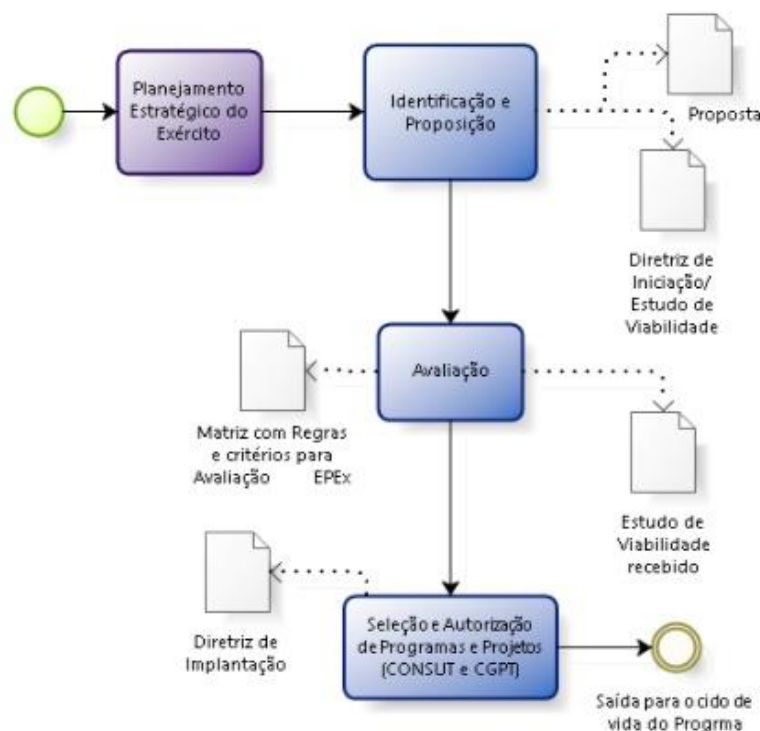 Planejamento
Estratégico do
Exército
Identificação e
Proposição
Proposta
Diretriz de
Iniciação/
Estudo de
Viabilidade
Avaliação
Matriz com Regras
e critérios para
Avaliação EPEx
Estudo de
Viabilidade
recebido
Diretriz de
Implantação
Seleção e Autorização
de Programas e Projetos
(CONSUT e CGPT)
Saída para o cido de
vida do Progrma